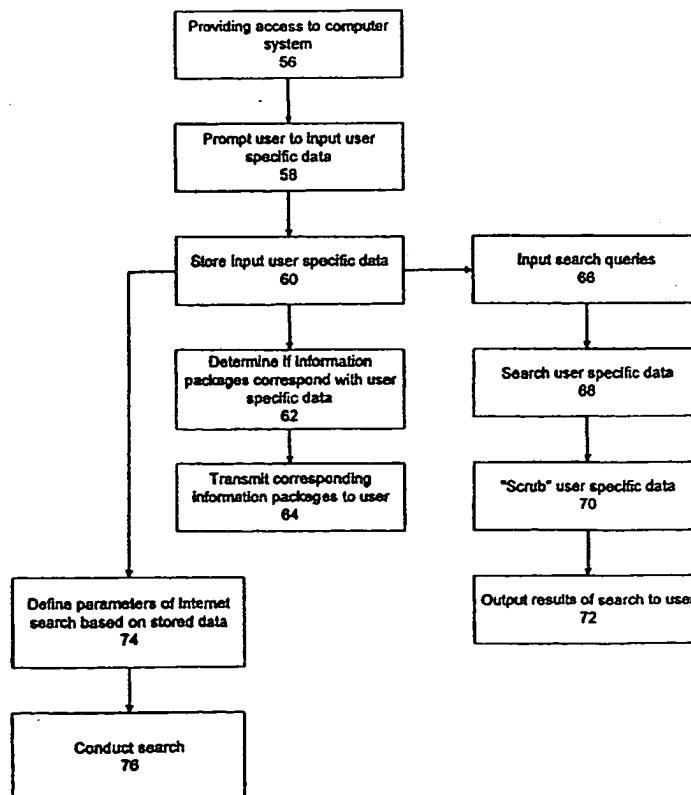 Providing access to computer
system
56
Prompt user to input user
specific data
58
Store input user specific data
60
Input search queries
66
Determine if information
packages correspond with user
specific data
62
Search user specific data
68
Transmit corresponding
information packages to user
64
"Scrub" user specific data
70
Define parameters of Internet
search based on stored data
74
Output results of search to user
72
Conduct search
76